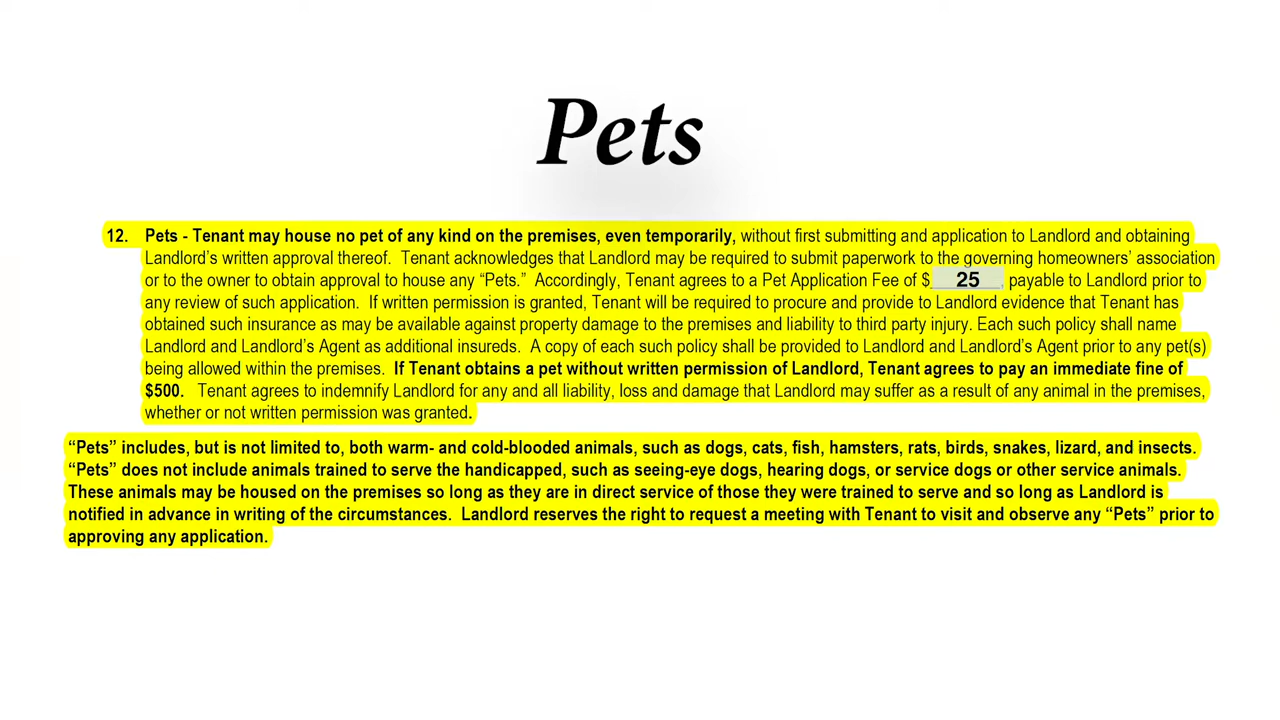 Pets
12. Pets - Tenant may house no pet of any kind on the premises, even temporarily, without first submitting and application to Landlord and obtaining
Landlord's written approval thereof. Tenant acknowledges that Landlord may be required to submit paperwork to the governing homeowners' association
or to the owner to obtain approval to house any “Pets.” Accordingly, Tenant agrees to a Pet Application Fee of $ 25 , payable to Landlord prior to
any review of such application. If written permission is granted, Tenant will be required to procure and provide to Landlord evidence that Tenant has
obtained such insurance as may be available against property damage to the premises and liability to third party injury. Each such policy shall name
Landlord and Landlord's Agent as additional insureds. A copy of each such policy shall be provided to Landlord and Landlord's Agent prior to any pet(s)
being allowed within the premises. If Tenant obtains a pet without written permission of Landlord, Tenant agrees to pay an immediate fine of
$500. Tenant agrees to indemnify Landlord for any and all liability, loss and damage that Landlord may suffer as a result of any animal in the premises,
whether or not written permission was granted.
“Pets” includes, but is not limited to, both warm- and cold-blooded animals, such as dogs, cats, fish, hamsters, rats, birds, snakes, lizard, and insects.
“Pets” does not include animals trained to serve the handicapped, such as seeing-eye dogs, hearing dogs, or service dogs or other service animals.
These animals may be housed on the premises so long as they are in direct service of those they were trained to serve and so long as Landlord is
notified in advance in writing of the circumstances. Landlord reserves the right to request a meeting with Tenant to visit and observe any “Pets” prior to
approving any application.